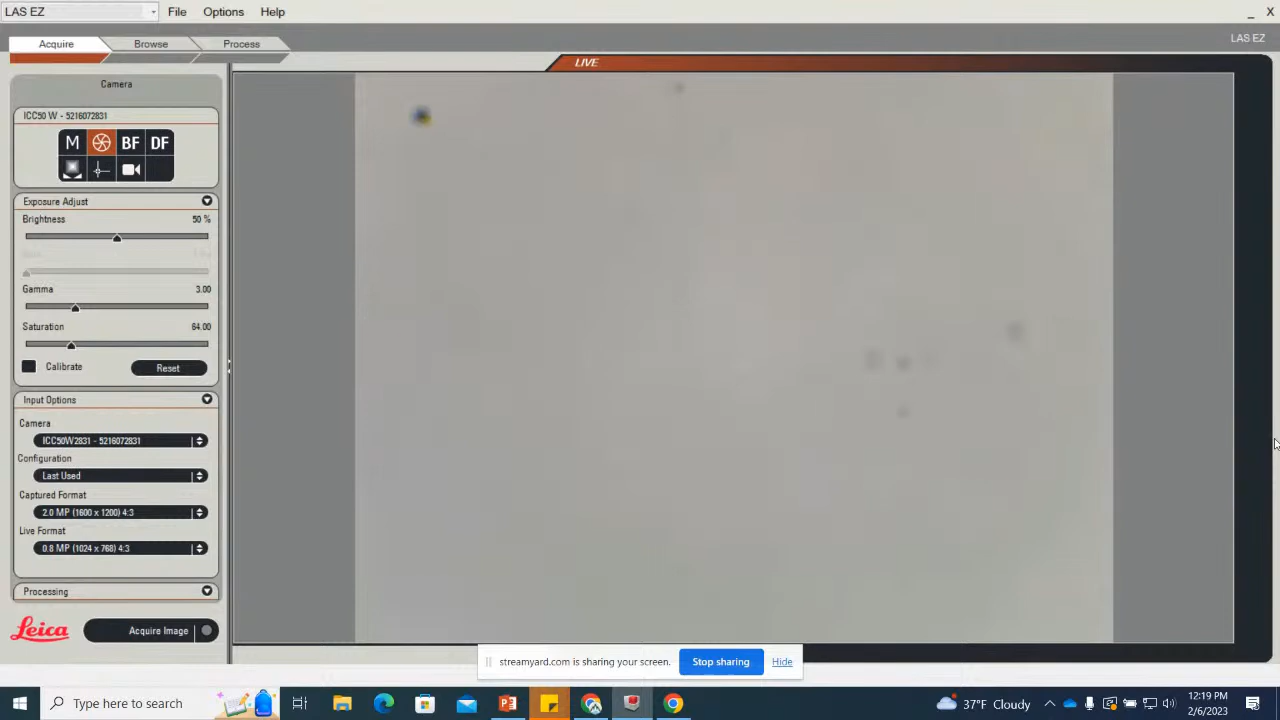 LAS EZ
File
Options
Help
Acquire
Browse
Process
LAS EZ
LIVE
Camera
ICC50 W - 5216072831
M
BF
DF
Exposure Adjust
Brightness 50 %
Gamma 3.00
Saturation 64.00
Calibrate
Reset
Input Options
Camera
ICC50W2831 - 5216072831
Configuration
Last Used
Captured Format
2.0 MP (1600 x 1200) 4:3
Live Format
0.8 MP (1024 x 768) 4:3
Processing
Leica
Acquire Image
streamyard.com is sharing your screen.
Stop sharing
Hide
Type here to search
37°F Cloudy
12:19 PM
2/6/2023